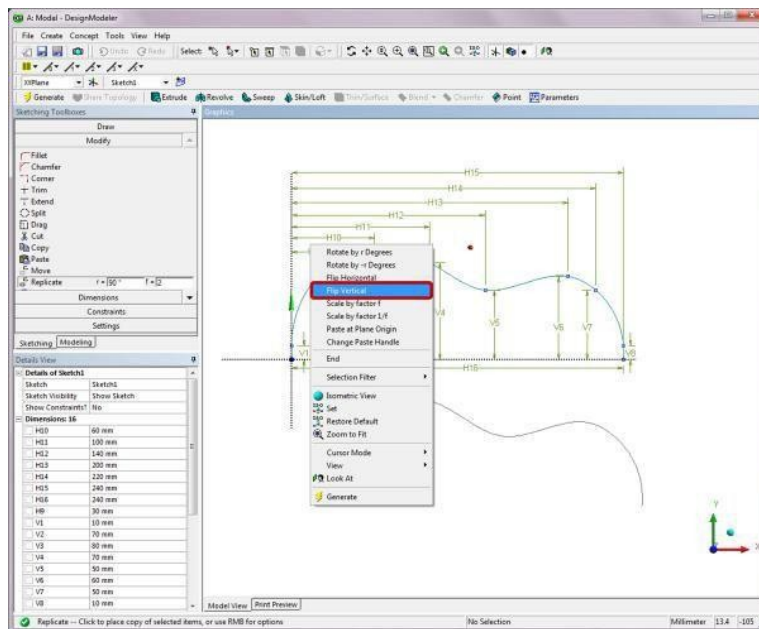 A: Modal - DesignModeler
File Create Concept Tools View Help
Undo Redo Select:
XYPlane Sketch1
Generate Share Topology Extrude Revolve Sweep Skin/Loft Thin/Surface Blend Chamfer Point Parameters
Sketching Toolboxes
Draw
Modify
Fillet
Chamfer
Corner
Trim
Extend
Split
Drag
Cut
Copy
Paste
Move
Replicate r = 90° f = 2
Dimensions
Constraints
Settings
Sketching Modeling
Details View
Details of Sketch1
Sketch Sketch1
Sketch Visibility Show Sketch
Show Constraints? No
Dimensions: 16
H10 60 mm
H11 100 mm
H12 140 mm
H13 200 mm
H14 220 mm
H15 240 mm
H16 240 mm
H9 30 mm
V1 10 mm
V2 70 mm
V3 80 mm
V4 70 mm
V5 50 mm
V6 60 mm
V7 50 mm
V8 10 mm
Graphics
H15
H14
H13
H12
H11
H10
Rotate by r Degrees
Rotate by -r Degrees
Flip Horizontal
Flip Vertical
Scale by factor f
Scale by factor 1/f
Paste at Plane Origin
Change Paste Handle
End
Selection Filter
Isometric View
Set
Restore Default
Zoom to Fit
Cursor Mode
View
Look At
Generate
V1
V4
V5
V6
V7
V8
H16
Y
X
Model View Print Preview
Replicate -- Click to place copy of selected items, or use RMB for options No Selection Millimeter 13.4 -105